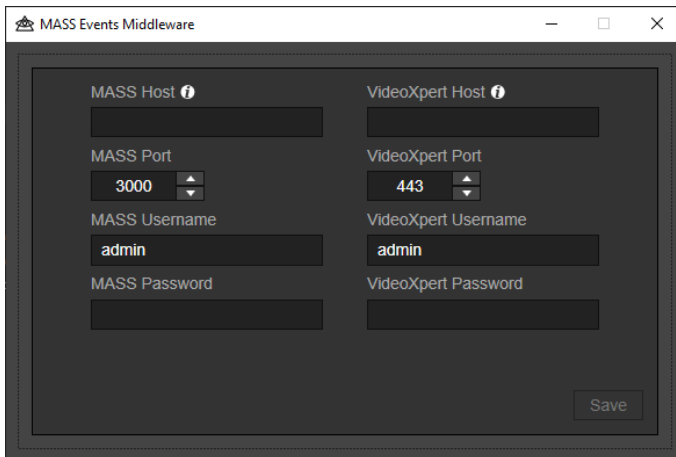 MASS Events Middleware
MASS Host
VideoXpert Host
MASS Port
VideoXpert Port
3000
443
MASS Username
VideoXpert Username
admin
admin
MASS Password
VideoXpert Password
Save